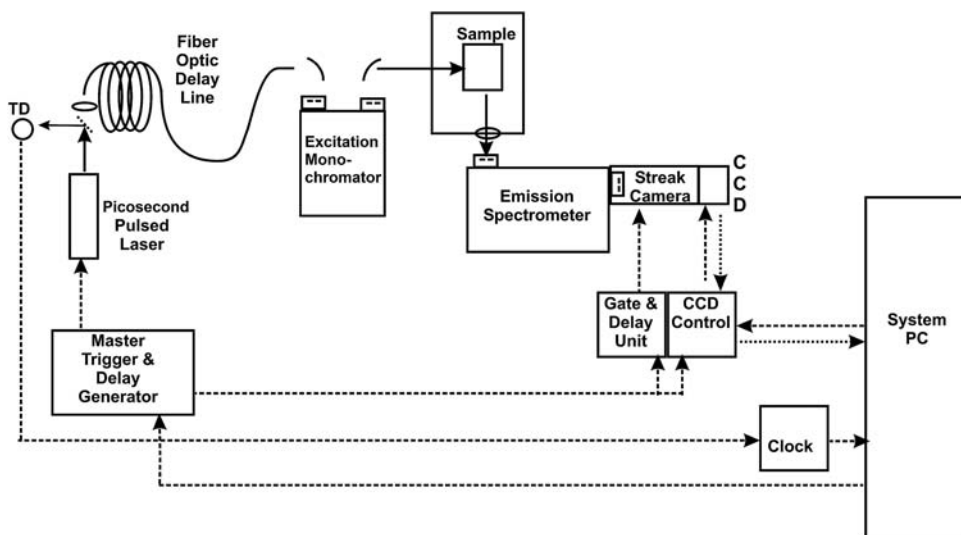 Fiber
Optic
Delay
Line
Sample
TD
Excitation
Mono-
chromator
Picosecond
Pulsed
Laser
Emission
Spectrometer
Streak
Camera
C
C
D
Gate &
Delay
Unit
CCD
Control
System
PC
Master
Trigger &
Delay
Generator
Clock